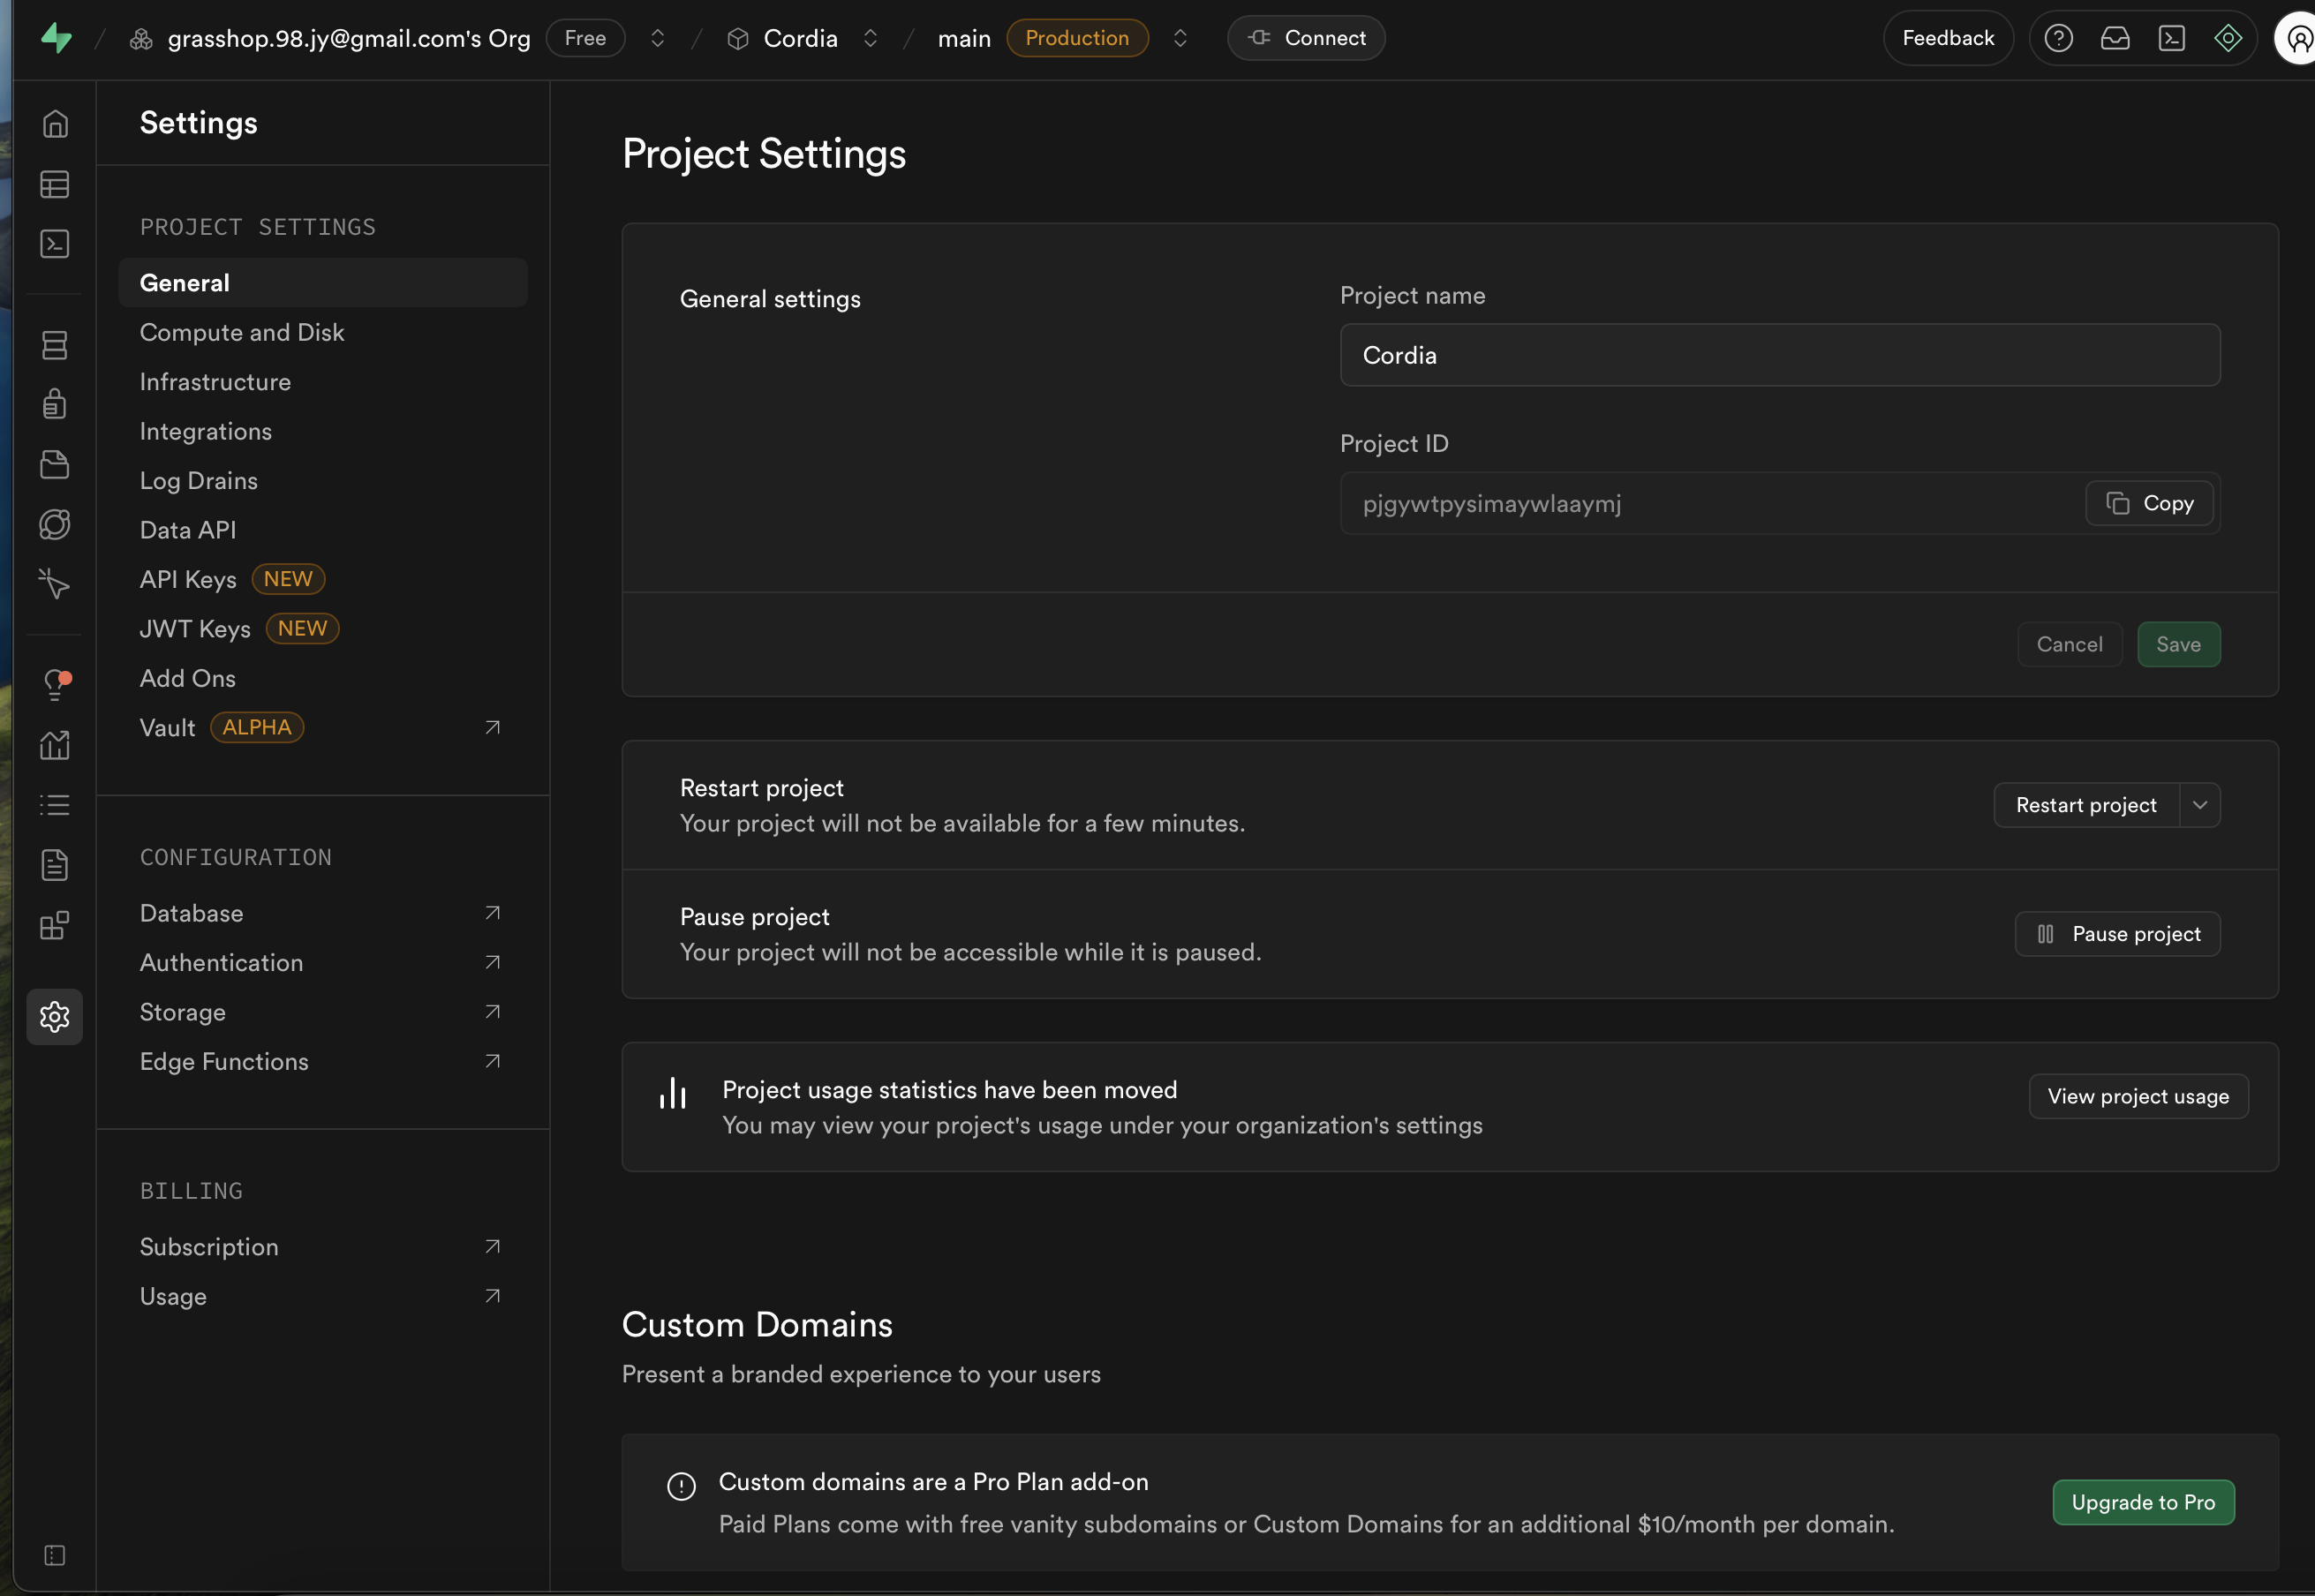 grasshop.98.jy@gmail.com's Org Free Cordia main Production Connect Feedback
Settings
PROJECT SETTINGS
General
Compute and Disk
Infrastructure
Integrations
Log Drains
Data API
API Keys NEW
JWT Keys NEW
Add Ons
Vault ALPHA
CONFIGURATION
Database
Authentication
Storage
Edge Functions
BILLING
Subscription
Usage
Project Settings
General settings
Project name
Cordia
Project ID
pjgywtpysimaywlaaymj Copy
Cancel Save
Restart project
Your project will not be available for a few minutes.
Restart project
Pause project
Your project will not be accessible while it is paused.
Pause project
Project usage statistics have been moved
You may view your project's usage under your organization's settings
View project usage
Custom Domains
Present a branded experience to your users
Custom domains are a Pro Plan add-on
Paid Plans come with free vanity subdomains or Custom Domains for an additional $10/month per domain.
Upgrade to Pro